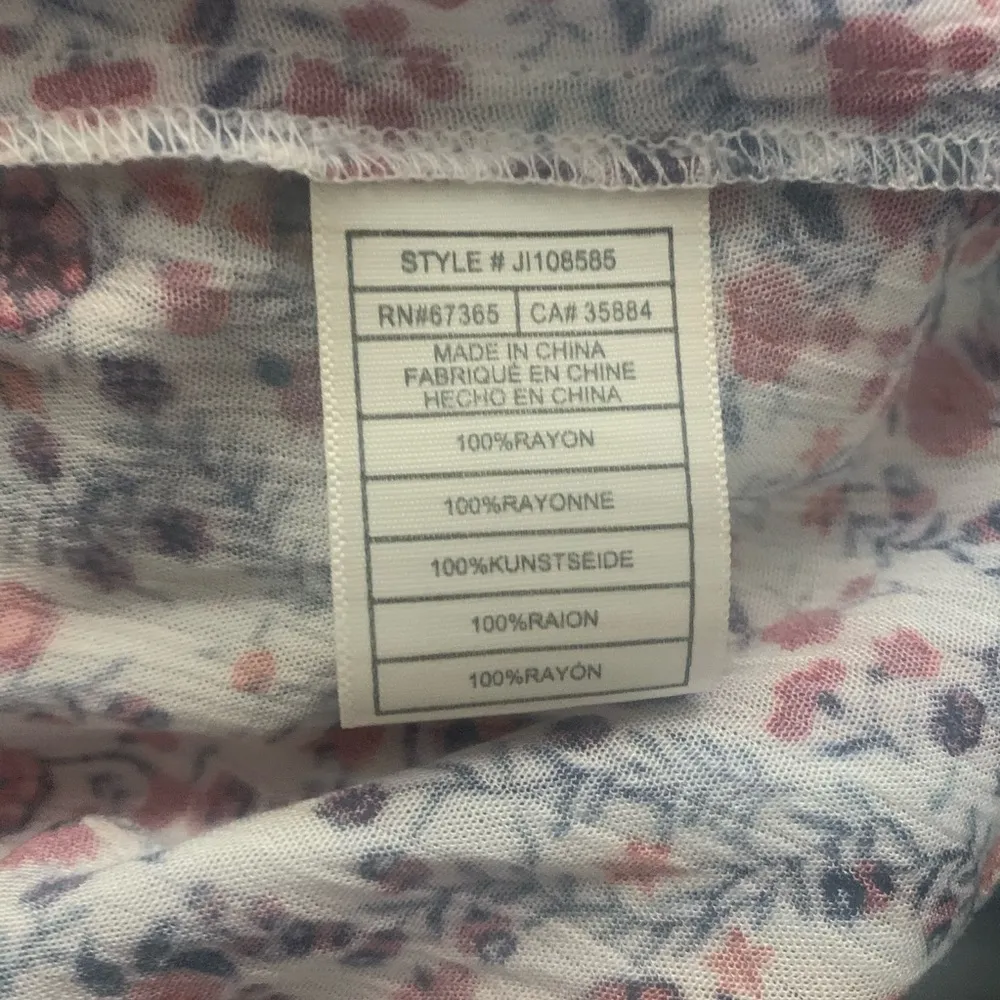 STYLE # JI108585
RN#67365 CA# 35884
MADE IN CHINA
FABRIQUÉ EN CHINE
HECHO EN CHINA
100%RAYON
100%RAYONNE
100%KUNSTSEIDE
100%RAION
100%RAYÓN